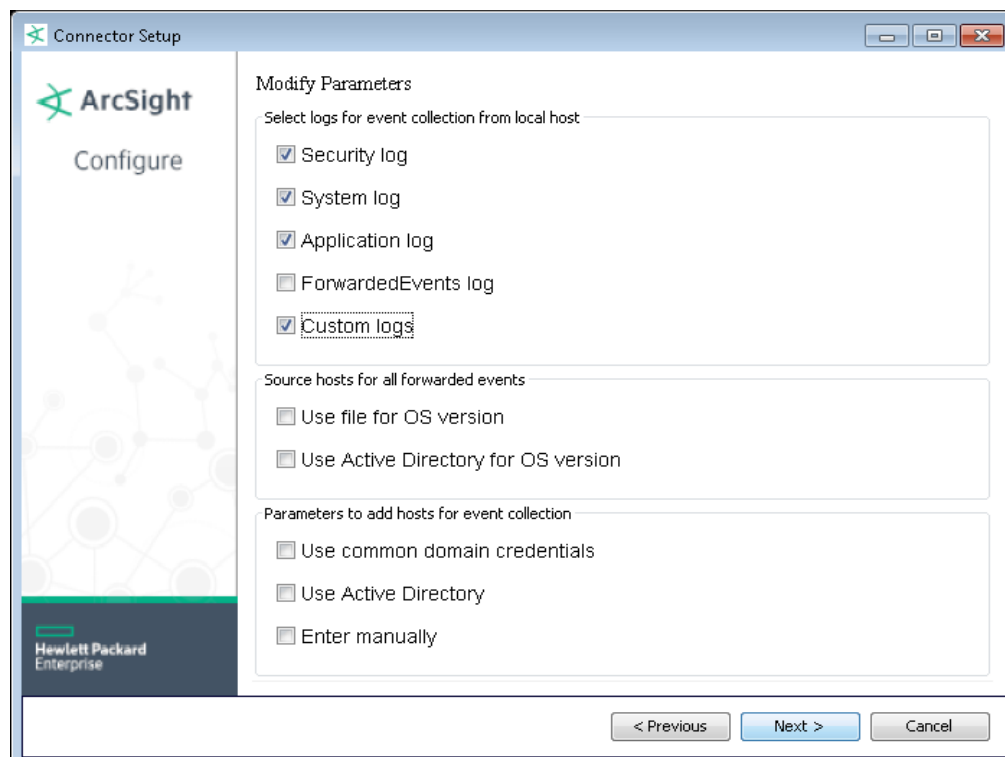 Connector Setup
ArcSight
Configure
Modify Parameters
Select logs for event collection from local host
Security log
System log
Application log
ForwardedEvents log
Custom logs
Source hosts for all forwarded events
Use file for OS version
Use Active Directory for OS version
Parameters to add hosts for event collection
Use common domain credentials
Use Active Directory
Enter manually
Hewlett Packard
Enterprise
< Previous
Next >
Cancel